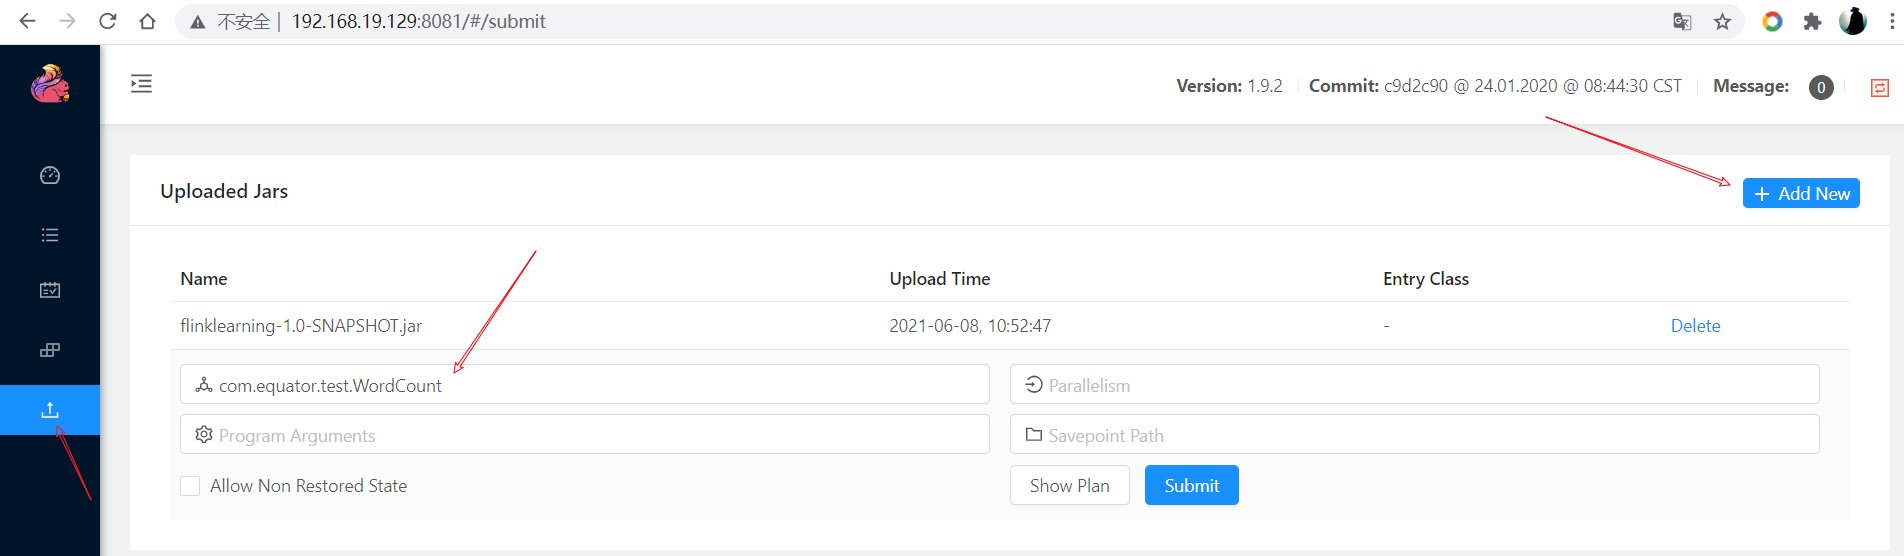 不安全 | 192.168.19.129:8081/#/submit
Version: 1.9.2 Commit: c9d2c90 @ 24.01.2020 @ 08:44:30 CST Message: 0
Uploaded Jars
+ Add New
Name Upload Time Entry Class
flinklearning-1.0-SNAPSHOT.jar 2021-06-08, 10:52:47 - Delete
com.equator.test.WordCount Parallelism
Program Arguments Savepoint Path
Allow Non Restored State Show Plan Submit